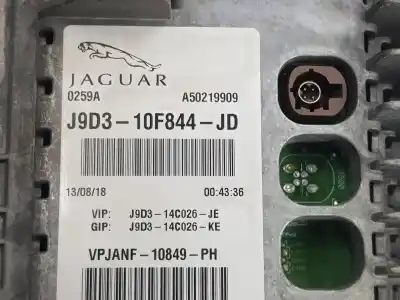 JAGUAR
0259A A50219909
J9D3-10F844-JD
13/08/18 00:43:36
VIP: J9D3-14C026-JE
GIP: J9D3-14C026-KE
VPJANF-10849-PH